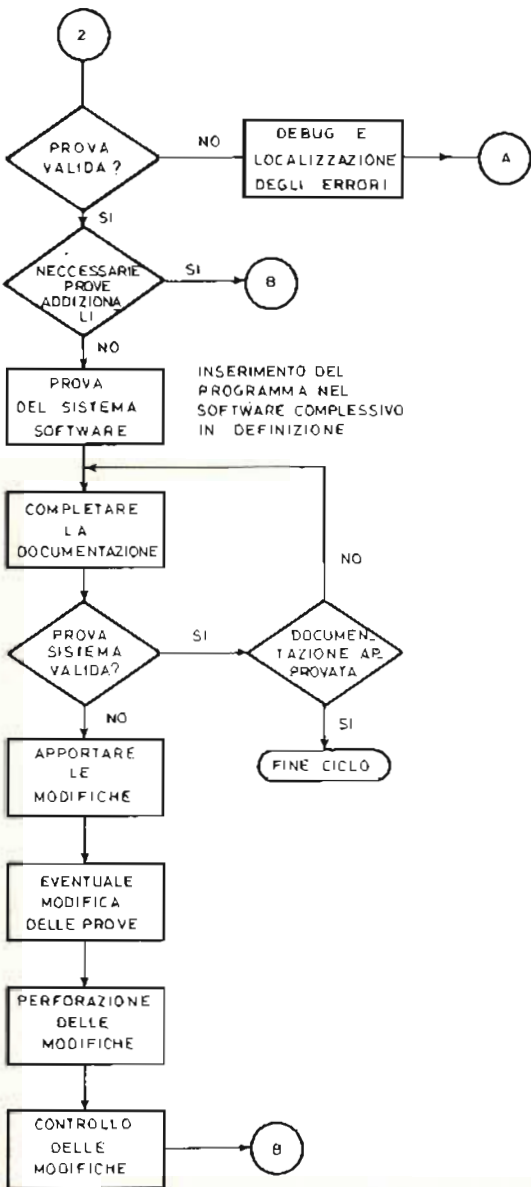 2
PROVA
VALIDA?
NO
DEBUG E
LOCALIZZAZIONE
DEGLI ERRORI
A
SI
NECCESSARIE
PROVE
ADDIZIONA
LI
SI
B
NO
PROVA
DEL SISTEMA
SOFTWARE
INSERIMENTO DEL
PROGRAMMA NEL
SOFTWARE COMPLESSIVO
IN DEFINIZIONE
COMPLETARE
LA
DOCUMENTAZIONE
NO
PROVA
SISTEMA
VALIDA?
SI
DOCUMEN-
TAZIONE AP
PROVATA
NO
SI
APPORTARE
LE
MODIFICHE
FINE CICLO
EVENTUALE
MODIFICA
DELLE PROVE
PERFORAZIONE
DELLE
MODIFICHE
CONTROLLO
DELLE
MODIFICHE
B